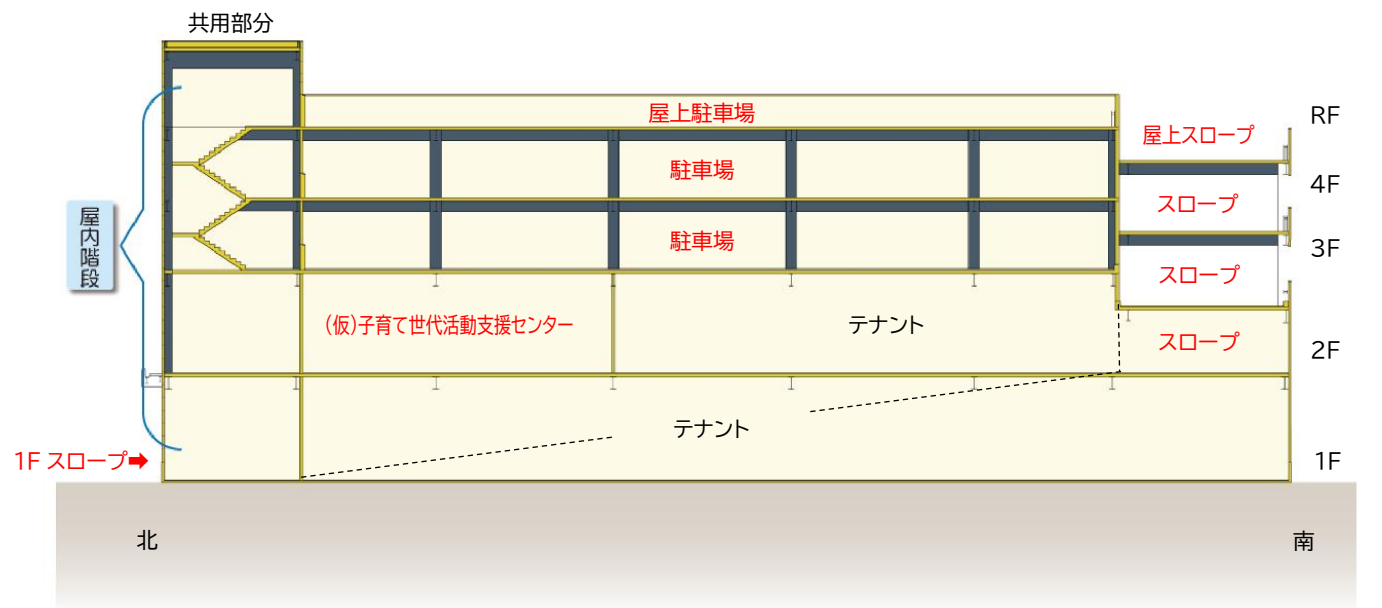 共用部分
屋上駐車場
RF
屋上スロープ
駐車場
4F
スロープ
屋内階段
駐車場
3F
スロープ
(仮)子育て世代活動支援センター
テナント
スロープ
2F
テナント
1F スロープ➡
1F
北
南